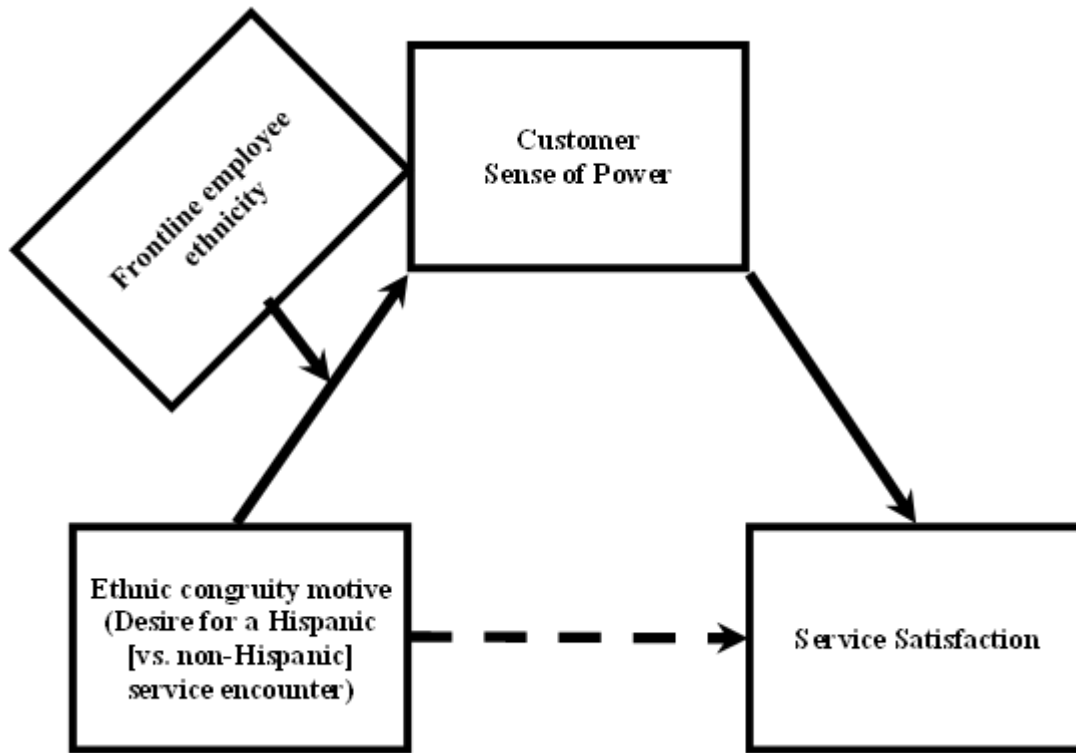 Frontline employee
ethnicity
Customer
Sense of Power
Ethnic congruity motive
(Desire for a Hispanic
[vs. non-Hispanic]
service encounter)
Service Satisfaction